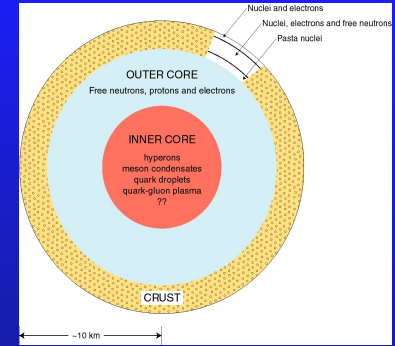 Nuclei and electrons
Nuclei, electrons and free neutrons
Pasta nuclei
OUTER CORE
Free neutrons, protons and electrons
INNER CORE
hyperons
meson condensates
quark droplets
quark-gluon plasma
??
CRUST
~10 km